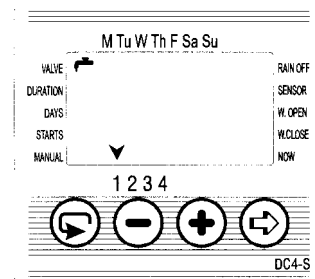 M Tu W Th F Sa Su
VALVE RAIN OFF
DURATION SENSOR
DAYS W. OPEN
STARTS W.CLOSE
MANUAL NOW
1 2 3 4
DC4-S